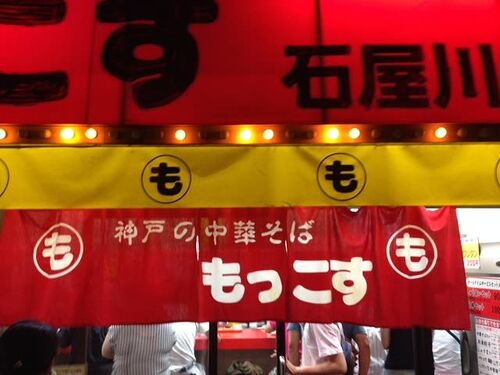 こす 石屋川
も も
神戸の中華そば
も もっこす も